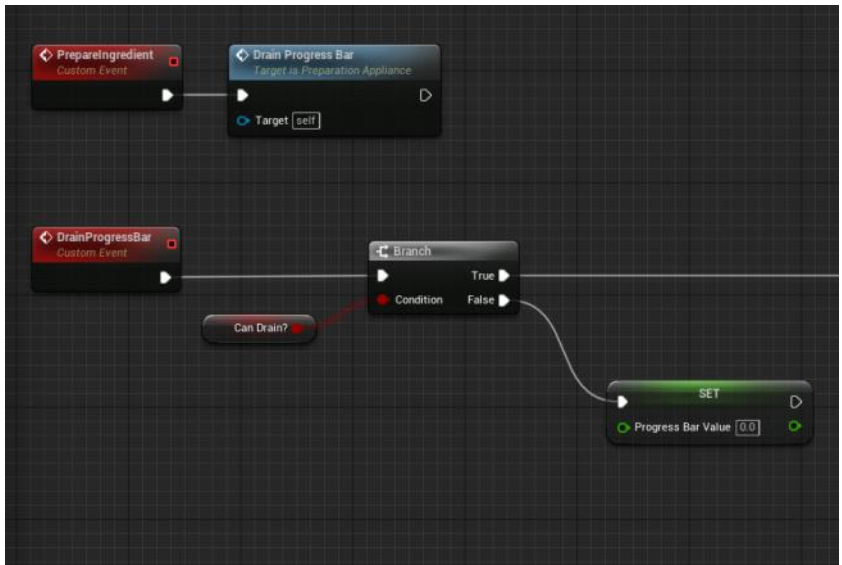 PrepareIngredient
Custom Event
Drain Progress Bar
Target is Preparation Appliance
Target self
DrainProgressBar
Custom Event
Branch
True
Condition False
Can Drain?
SET
Progress Bar Value 0.0